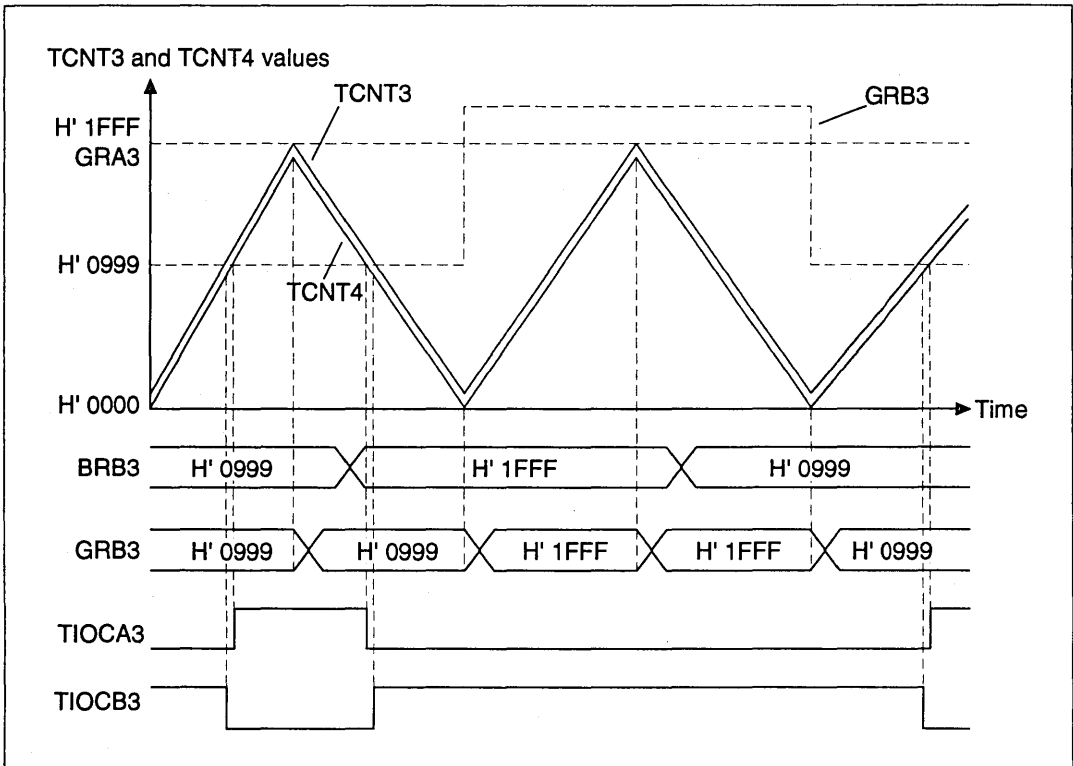 TCNT3 and TCNT4 values
TCNT3
GRB3
H' 1FFF
GRA3
H' 0999
TCNT4
H' 0000
Time
BRB3 H' 0999 H' 1FFF H' 0999
GRB3 H' 0999 H' 0999 H' 1FFF H' 1FFF H' 0999
TIOCA3
TIOCB3